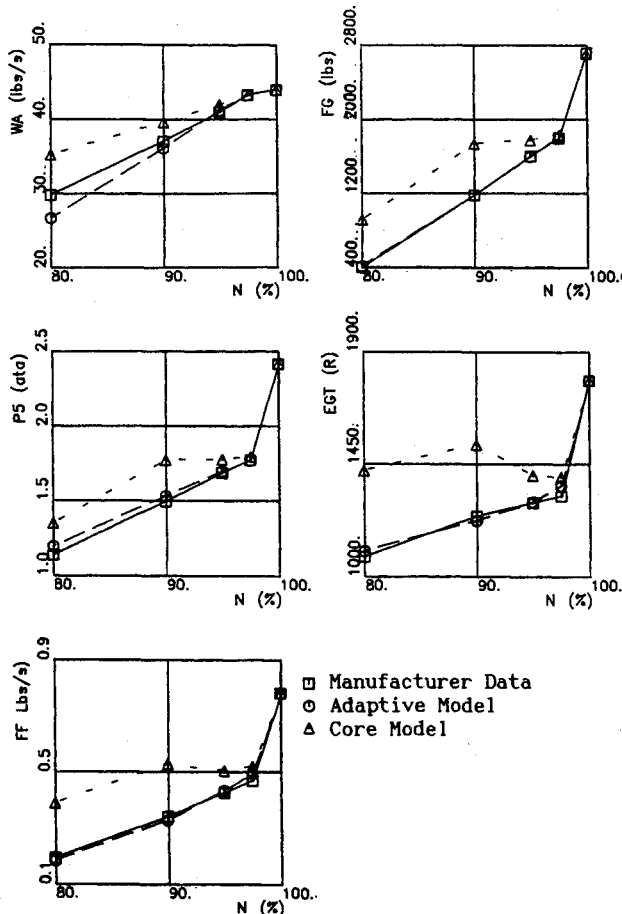 WA (lbs/s)
50.
40.
30.
20.
80.
90.
100.
N (%)
FG (lbs)
2800.
2000.
1200.
400.
80.
90.
100.0
N (%)
P5 (ata)
2.5
2.0
1.5
1.0
80.
90.
100.
N (%)
EGT (R)
1900.
1450.
1000.
80.
90.
100.
N (%)
FF Lbs/s)
0.9
0.5
0.1
80.
90.
100.
N (%)
Manufacturer Data
Adaptive Model
Core Model